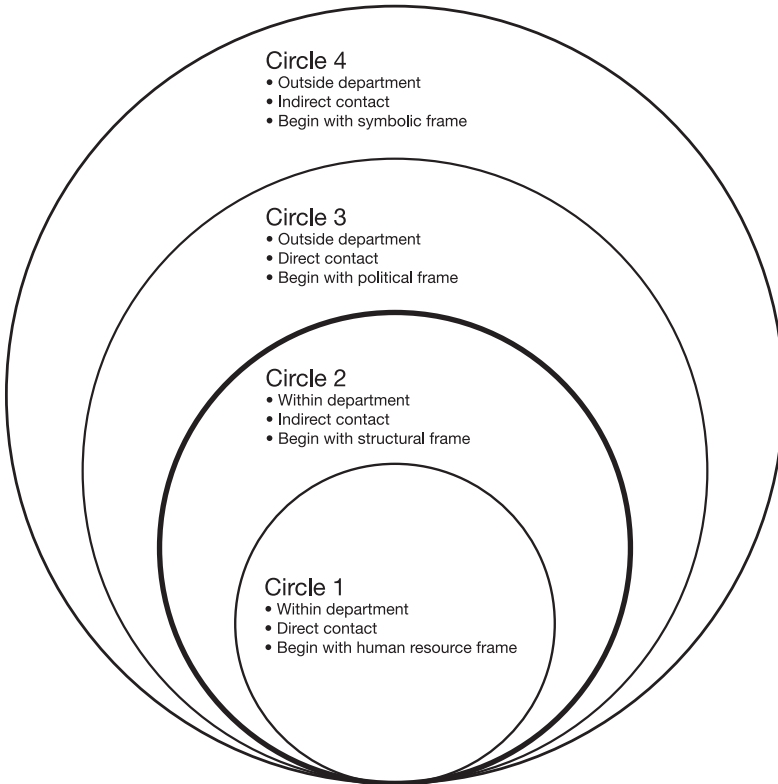 Circle 4
• Outside department
• Indirect contact
• Begin with symbolic frame
Circle 3
• Outside department
• Direct contact
• Begin with political frame
Circle 2
• Within department
• Indirect contact
• Begin with structural frame
Circle 1
• Within department
• Direct contact
• Begin with human resource frame